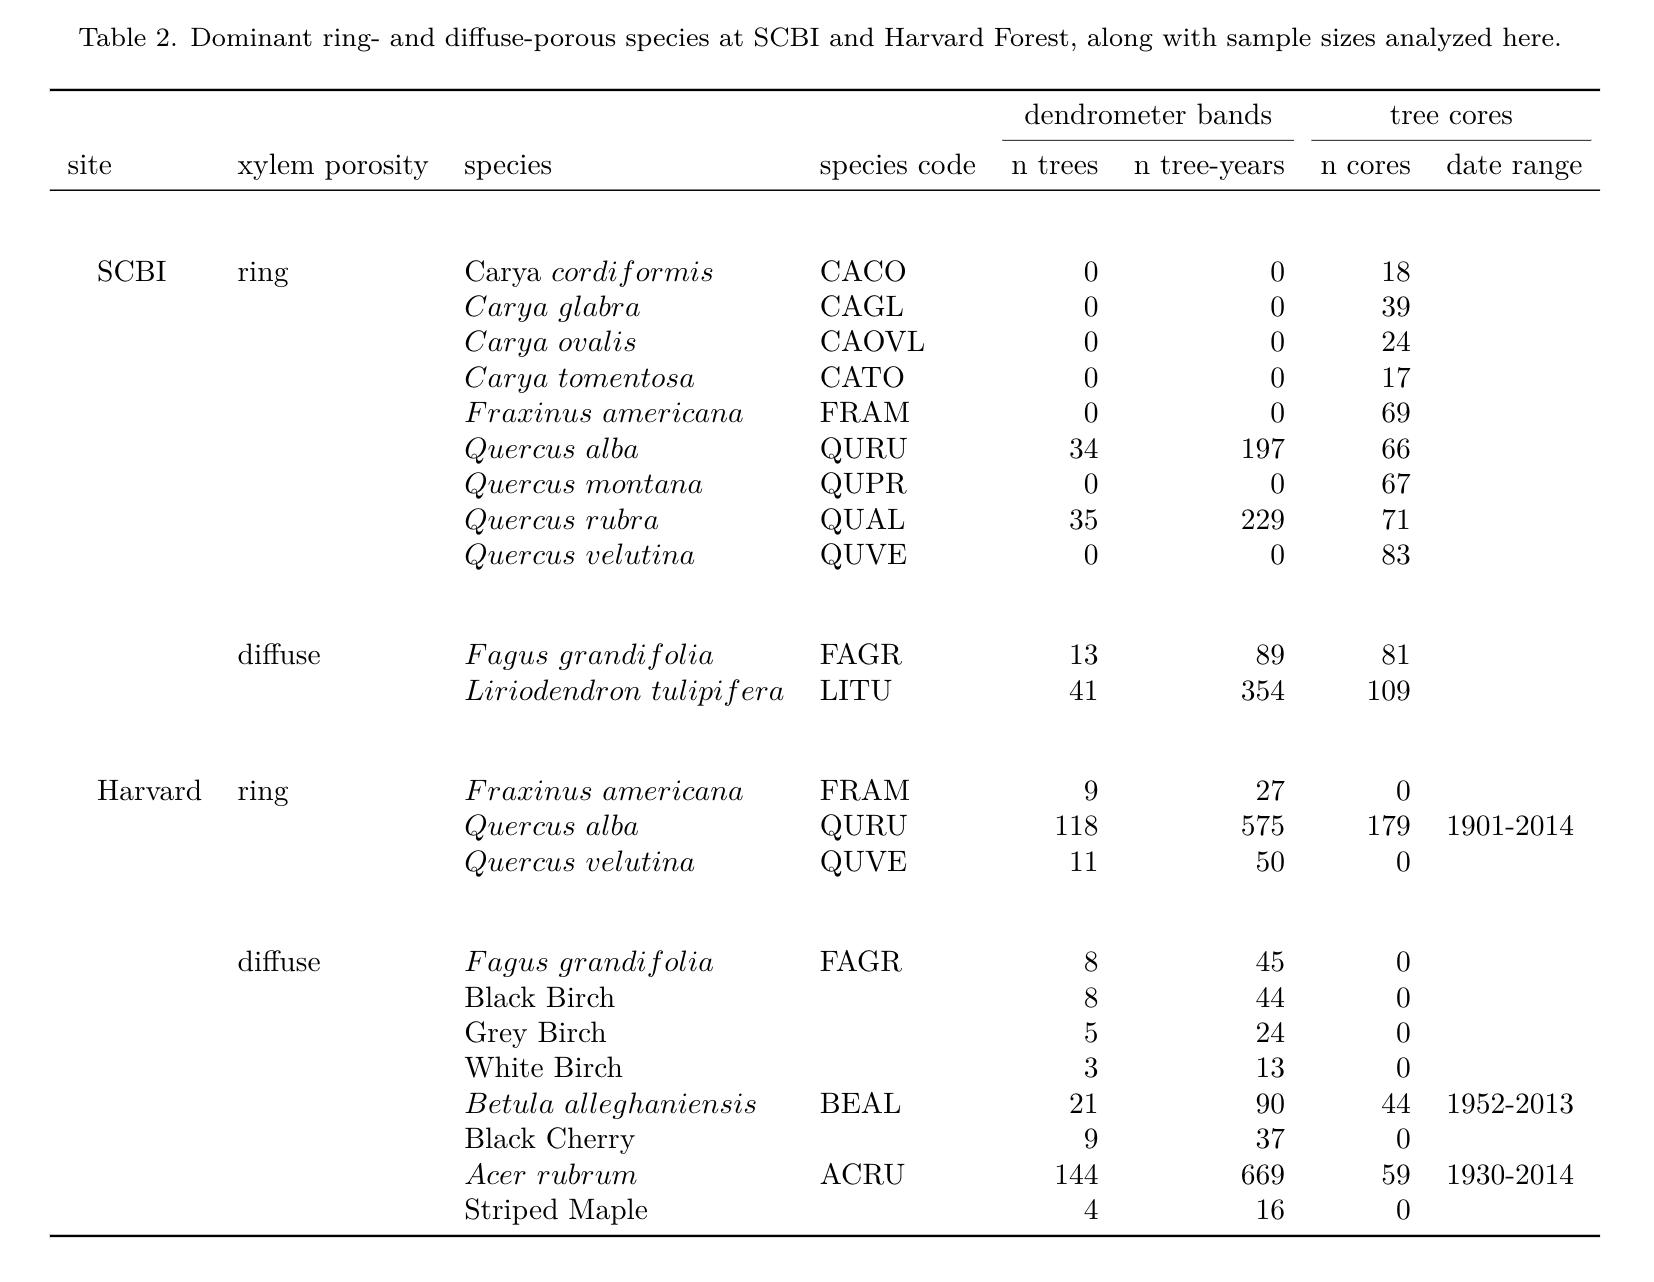 Table 2. Dominant ring- and diffuse-porous species at SCBI and Harvard Forest, along with sample sizes analyzed here.
dendrometer bands tree cores
site xylem porosity species species code n trees n tree-years n cores date range
SCBI ring Carya cordiformis CACO 0 0 18
Carya glabra CAGL 0 0 39
Carya ovalis CAOVL 0 0 24
Carya tomentosa CATO 0 0 17
Fraxinus americana FRAM 0 0 69
Quercus alba QURU 34 197 66
Quercus montana QUPR 0 0 67
Quercus rubra QUAL 35 229 71
Quercus velutina QUVE 0 0 83
diffuse Fagus grandifolia FAGR 13 89 81
Liriodendron tulipifera LITU 41 354 109
Harvard ring Fraxinus americana FRAM 9 27 0
Quercus alba QURU 118 575 179 1901-2014
Quercus velutina QUVE 11 50 0
diffuse Fagus grandifolia FAGR 8 45 0
Black Birch 8 44 0
Grey Birch 5 24 0
White Birch 3 13 0
Betula alleghaniensis BEAL 21 90 44 1952-2013
Black Cherry 9 37 0
Acer rubrum ACRU 144 669 59 1930-2014
Striped Maple 4 16 0